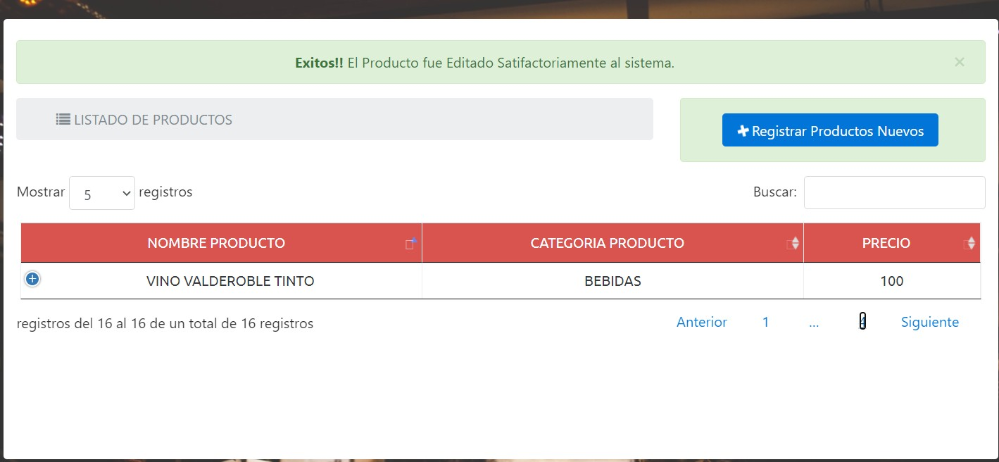 Exitos!! El Producto fue Editado Satifactoriamente al sistema. ×
LISTADO DE PRODUCTOS
Registrar Productos Nuevos
Mostrar 5 registros
Buscar:
NOMBRE PRODUCTO CATEGORIA PRODUCTO PRECIO
VINO VALDEROBLE TINTO BEBIDAS 100
registros del 16 al 16 de un total de 16 registros
Anterior 1 ... 4 Siguiente